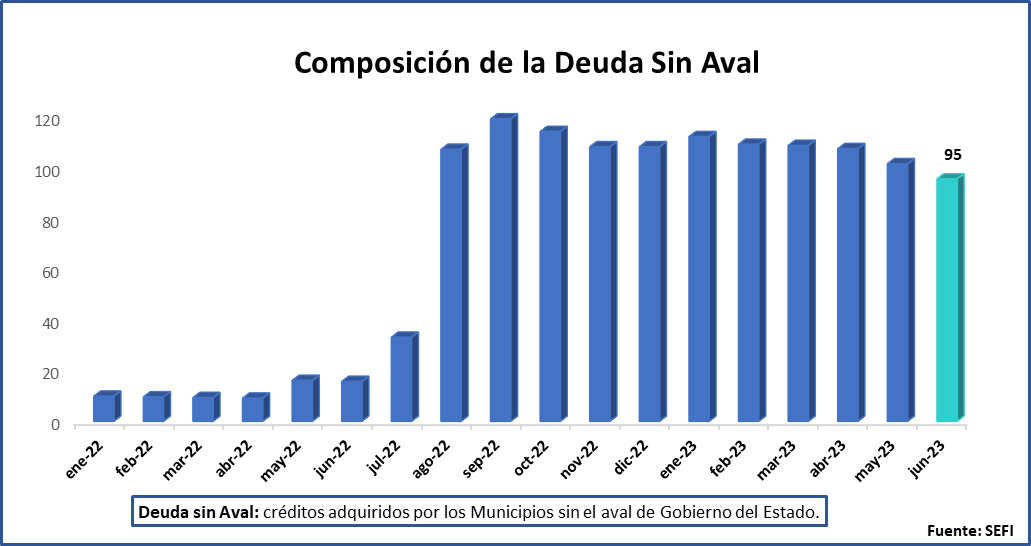 Composición de la Deuda Sin Aval
120
100
80
60
40
20
0
95
ene-22
feb-22
mar-22
abr-22
may-22
jun-22
jul-22
ago-22
sep-22
oct-22
nov-22
dic-22
ene-23
feb-23
mar-23
abr-23
may-23
jun-23
Deuda sin Aval: créditos adquiridos por los Municipios sin el aval de Gobierno del Estado.
Fuente: SEFI